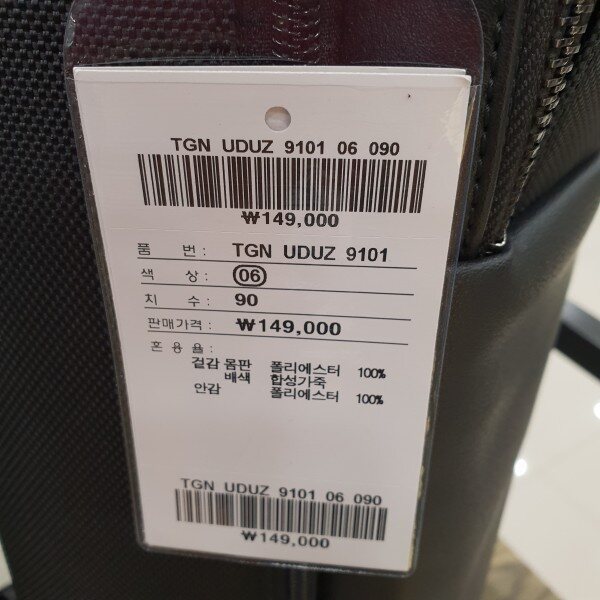 TGN UDUZ 9101 06 090
₩149,000
품 번 : TGN UDUZ 9101
색 상 : 06
치 수 : 90
판매가격 : ₩149,000
혼 용 율 :
겉감 몸판 폴리에스터 100%
배색 합성가죽
안감 폴리에스터 100%
TGN UDUZ 9101 06 090
₩149,000